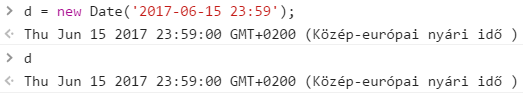 > d = new Date('2017-06-15 23:59');
Thu Jun 15 2017 23:59:00 GMT+0200 (Közép-európai nyári idő )
> d
Thu Jun 15 2017 23:59:00 GMT+0200 (Közép-európai nyári idő )